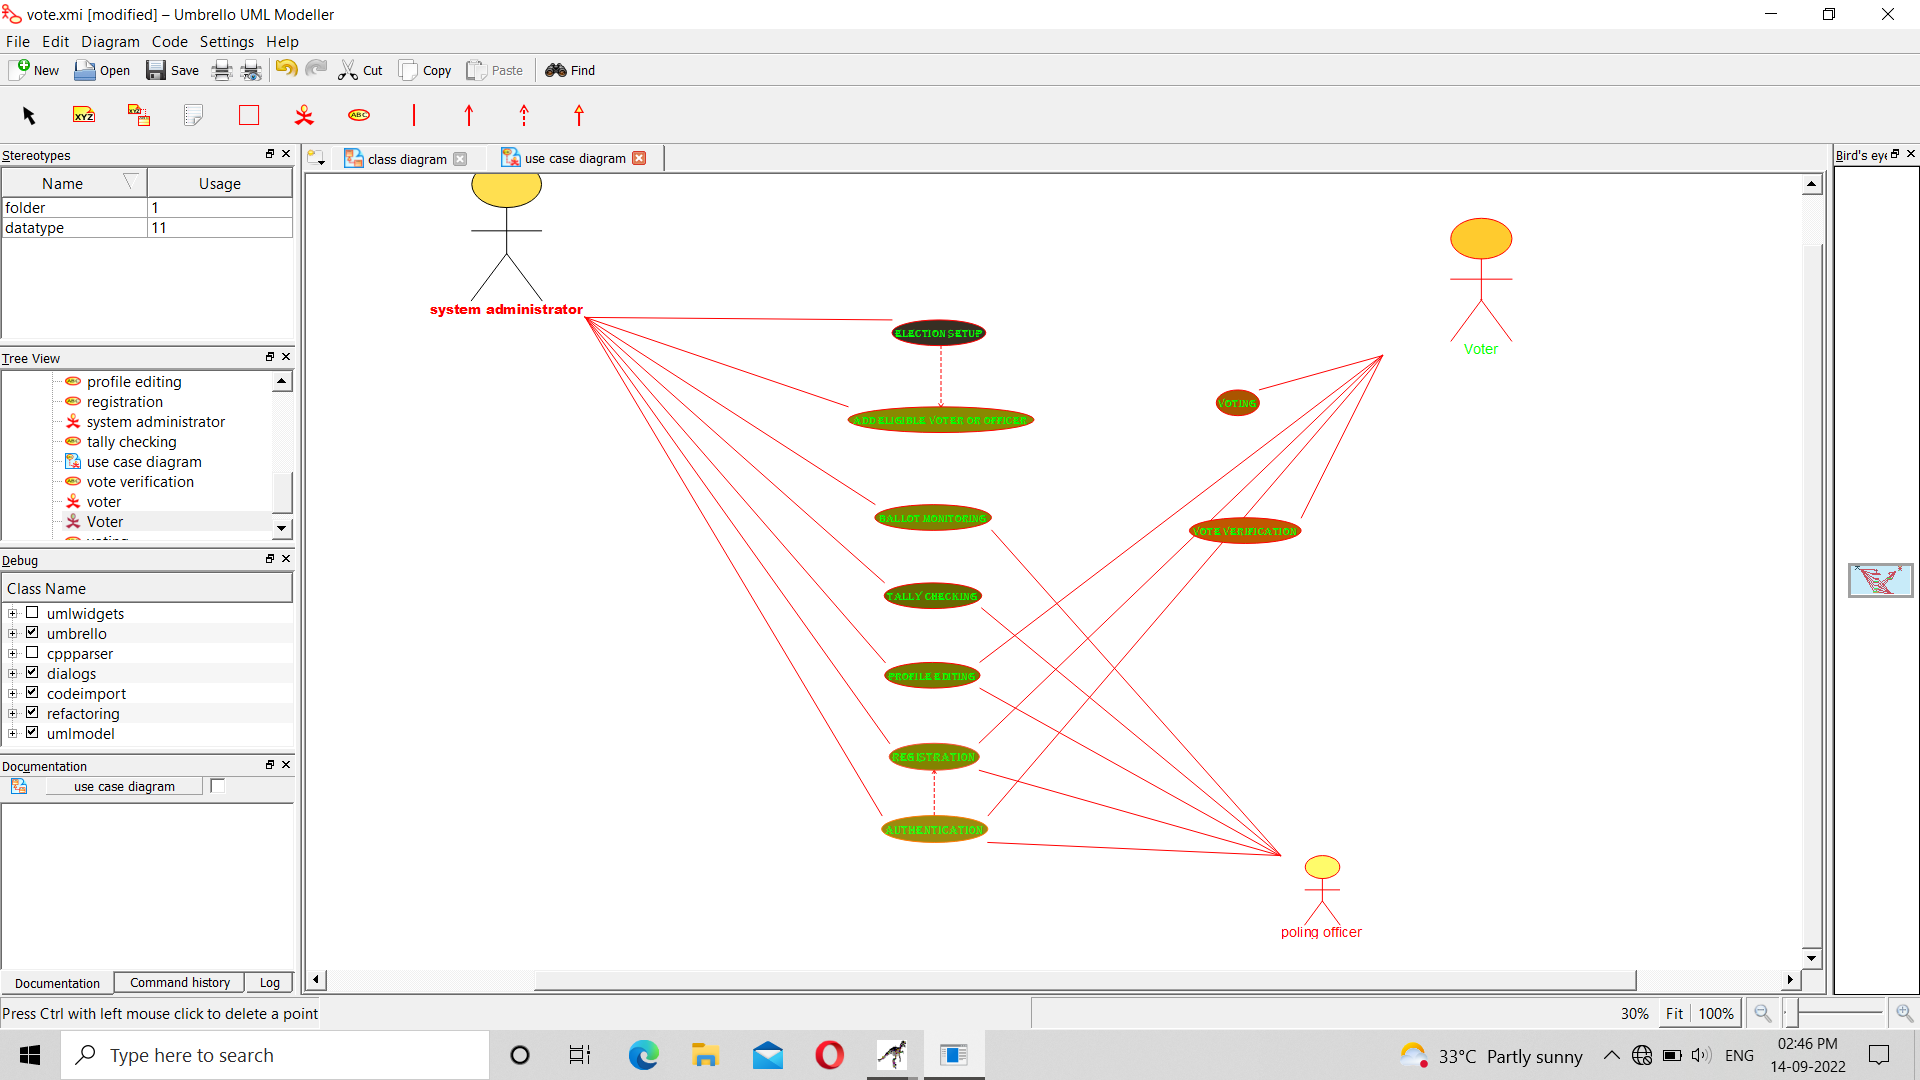 vote.xmi [modified] – Umbrello UML Modeller
File Edit Diagram Code Settings Help
New Open Save Cut Copy Paste Find
XYZ XYZ ABC
Stereotypes
Name Usage
folder 1
datatype 11
Tree View
profile editing
registration
system administrator
tally checking
use case diagram
vote verification
voter
Voter
Debug
Class Name
umlwidgets
umbrello
cppparser
dialogs
codeimport
refactoring
umlmodel
Documentation
use case diagram
Documentation Command history Log
class diagram use case diagram
system administrator
Voter
ELECTION SETUP
VOTING
ADD ELIGIBLE VOTER OR OFFICER
BALLOT MONITORING
VOTE VERIFICATION
TALLY CHECKING
PROFILE EDITING
REGISTRATION
AUTHENTICATION
poling officer
Bird's eye
Press Ctrl with left mouse click to delete a point
30% Fit 100%
Type here to search
33°C Partly sunny
ENG
02:46 PM
14-09-2022